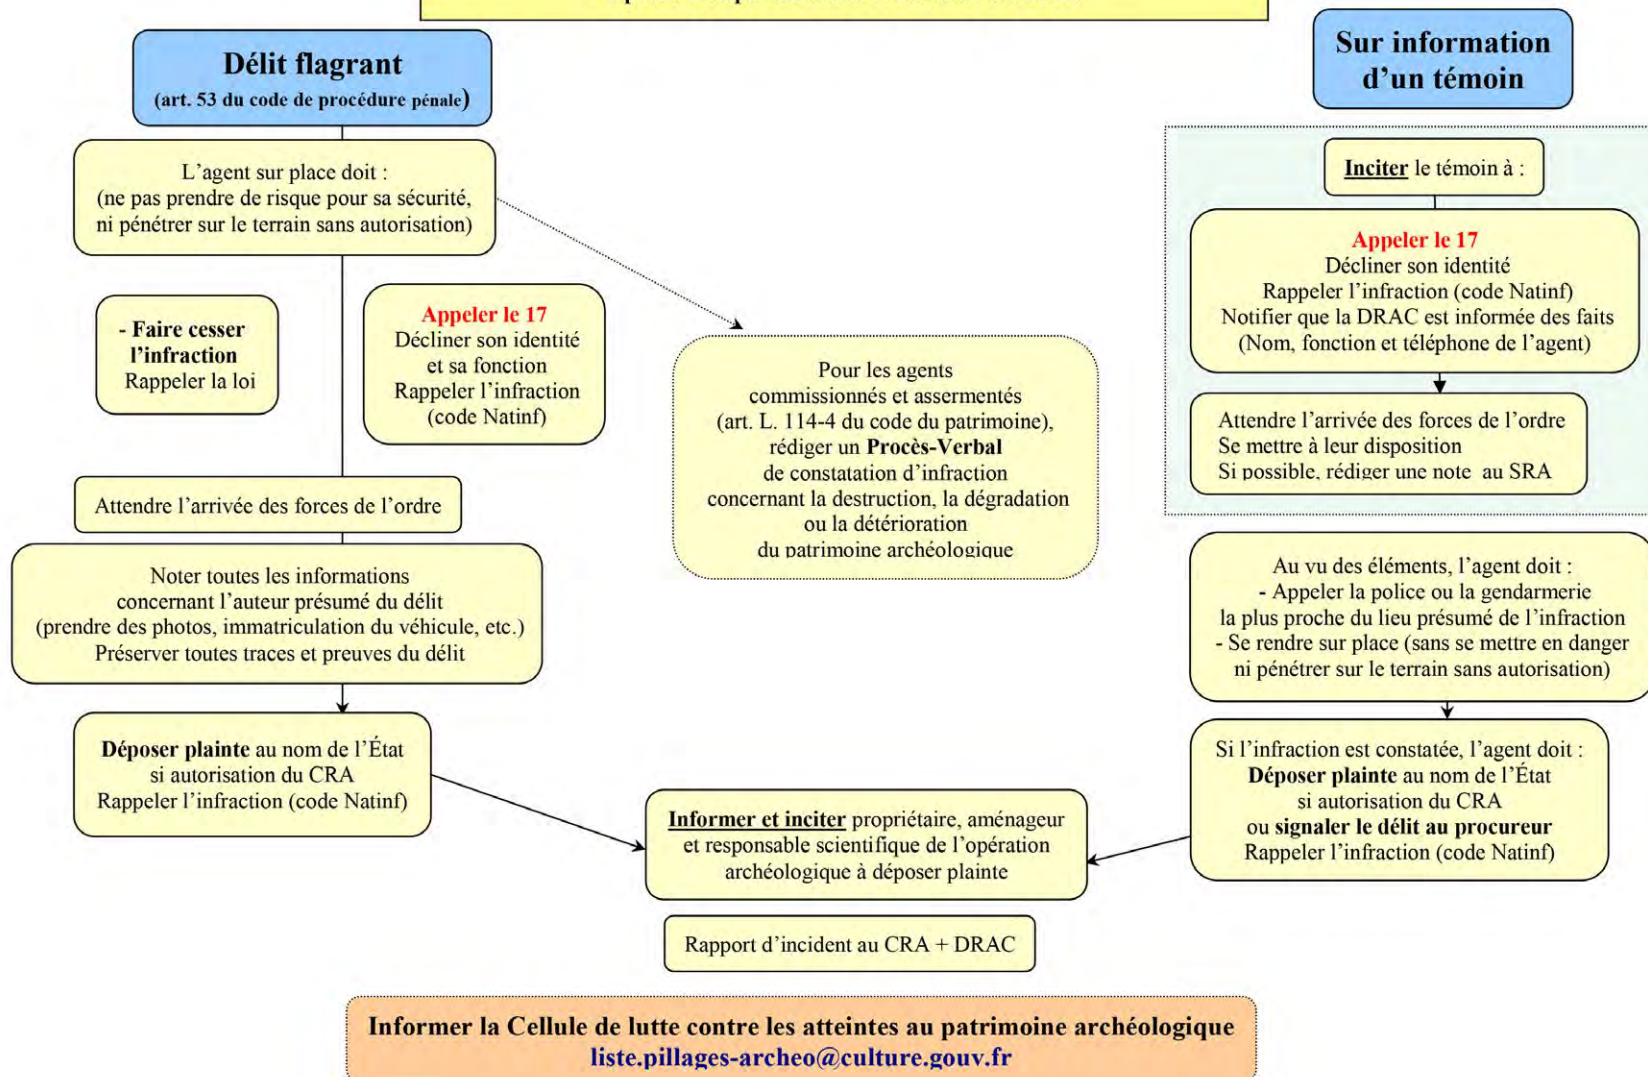 Délit flagrant
(art. 53 du code de procédure pénale)
L'agent sur place doit :
(ne pas prendre de risque pour sa sécurité,
ni pénétrer sur le terrain sans autorisation)
- Faire cesser
l'infraction
Rappeler la loi
Appeler le 17
Décliner son identité
et sa fonction
Rappeler l'infraction
(code Natinf)
Attendre l'arrivée des forces de l'ordre
Noter toutes les informations
concernant l'auteur présumé du délit
(prendre des photos, immatriculation du véhicule, etc.)
Préserver toutes traces et preuves du délit
Déposer plainte au nom de l'État
si autorisation du CRA
Rappeler l'infraction (code Natinf)
Pour les agents
commissionnés et assermentés
(art. L. 114-4 du code du patrimoine),
rédiger un Procès-Verbal
de constatation d'infraction
concernant la destruction, la dégradation
ou la détérioration
du patrimoine archéologique
Sur information
d'un témoin
Inciter le témoin à :
Appeler le 17
Décliner son identité
Rappeler l'infraction (code Natinf)
Notifier que la DRAC est informée des faits
(Nom, fonction et téléphone de l'agent)
Attendre l'arrivée des forces de l'ordre
Se mettre à leur disposition
Si possible, rédiger une note au SRA
Au vu des éléments, l'agent doit :
- Appeler la police ou la gendarmerie
la plus proche du lieu présumé de l'infraction
- Se rendre sur place (sans se mettre en danger
ni pénétrer sur le terrain sans autorisation)
Si l'infraction est constatée, l'agent doit :
Déposer plainte au nom de l'État
si autorisation du CRA
ou signaler le délit au procureur
Rappeler l'infraction (code Natinf)
Informer et inciter propriétaire, aménageur
et responsable scientifique de l'opération
archéologique à déposer plainte
Rapport d'incident au CRA + DRAC
Informer la Cellule de lutte contre les atteintes au patrimoine archéologique
liste.pillages-archeo@culture.gouv.fr